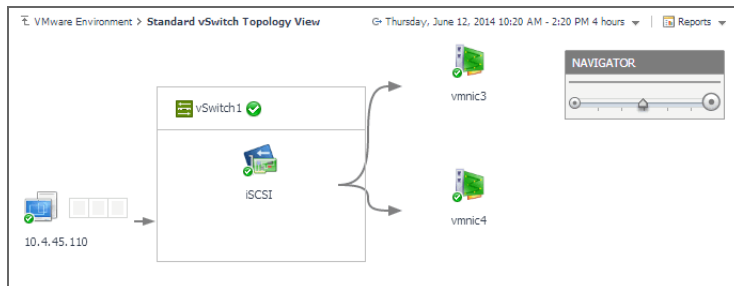 VMware Environment > Standard vSwitch Topology View
Thursday, June 12, 2014 10:20 AM - 2:20 PM 4 hours
Reports
NAVIGATOR
vmnic3
vSwitch1
iSCSI
vmnic4
10.4.45.110